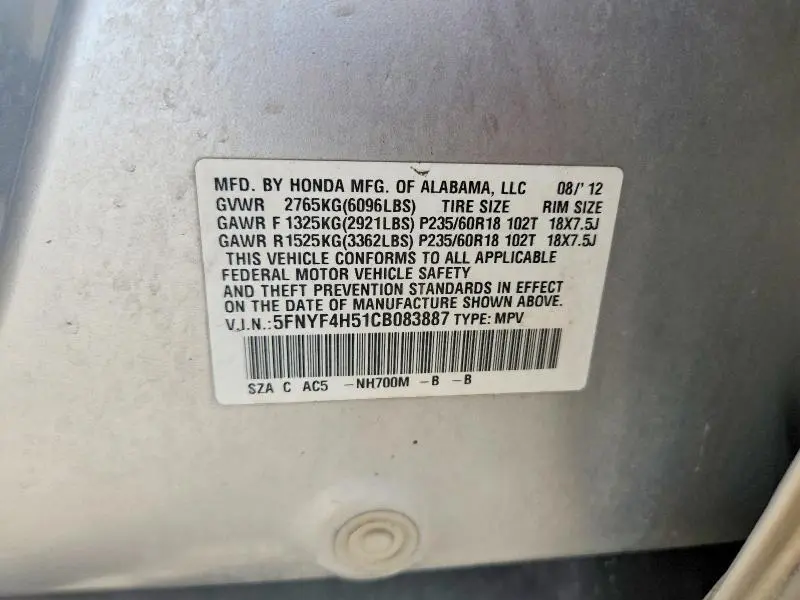 MFD. BY HONDA MFG. OF ALABAMA, LLC 08/' 12
GVWR 2765KG(6096LBS) TIRE SIZE RIM SIZE
GAWR F 1325KG(2921LBS) P235/60R18 102T 18X7.5J
GAWR R1525KG(3362LBS) P235/60R18 102T 18X7.5J
THIS VEHICLE CONFORMS TO ALL APPLICABLE
FEDERAL MOTOR VEHICLE SAFETY
AND THEFT PREVENTION STANDARDS IN EFFECT
ON THE DATE OF MANUFACTURE SHOWN ABOVE.
V.I.N.:5FNYF4H51CB083887 TYPE: MPV
SZA C AC5 -NH700M -B -B